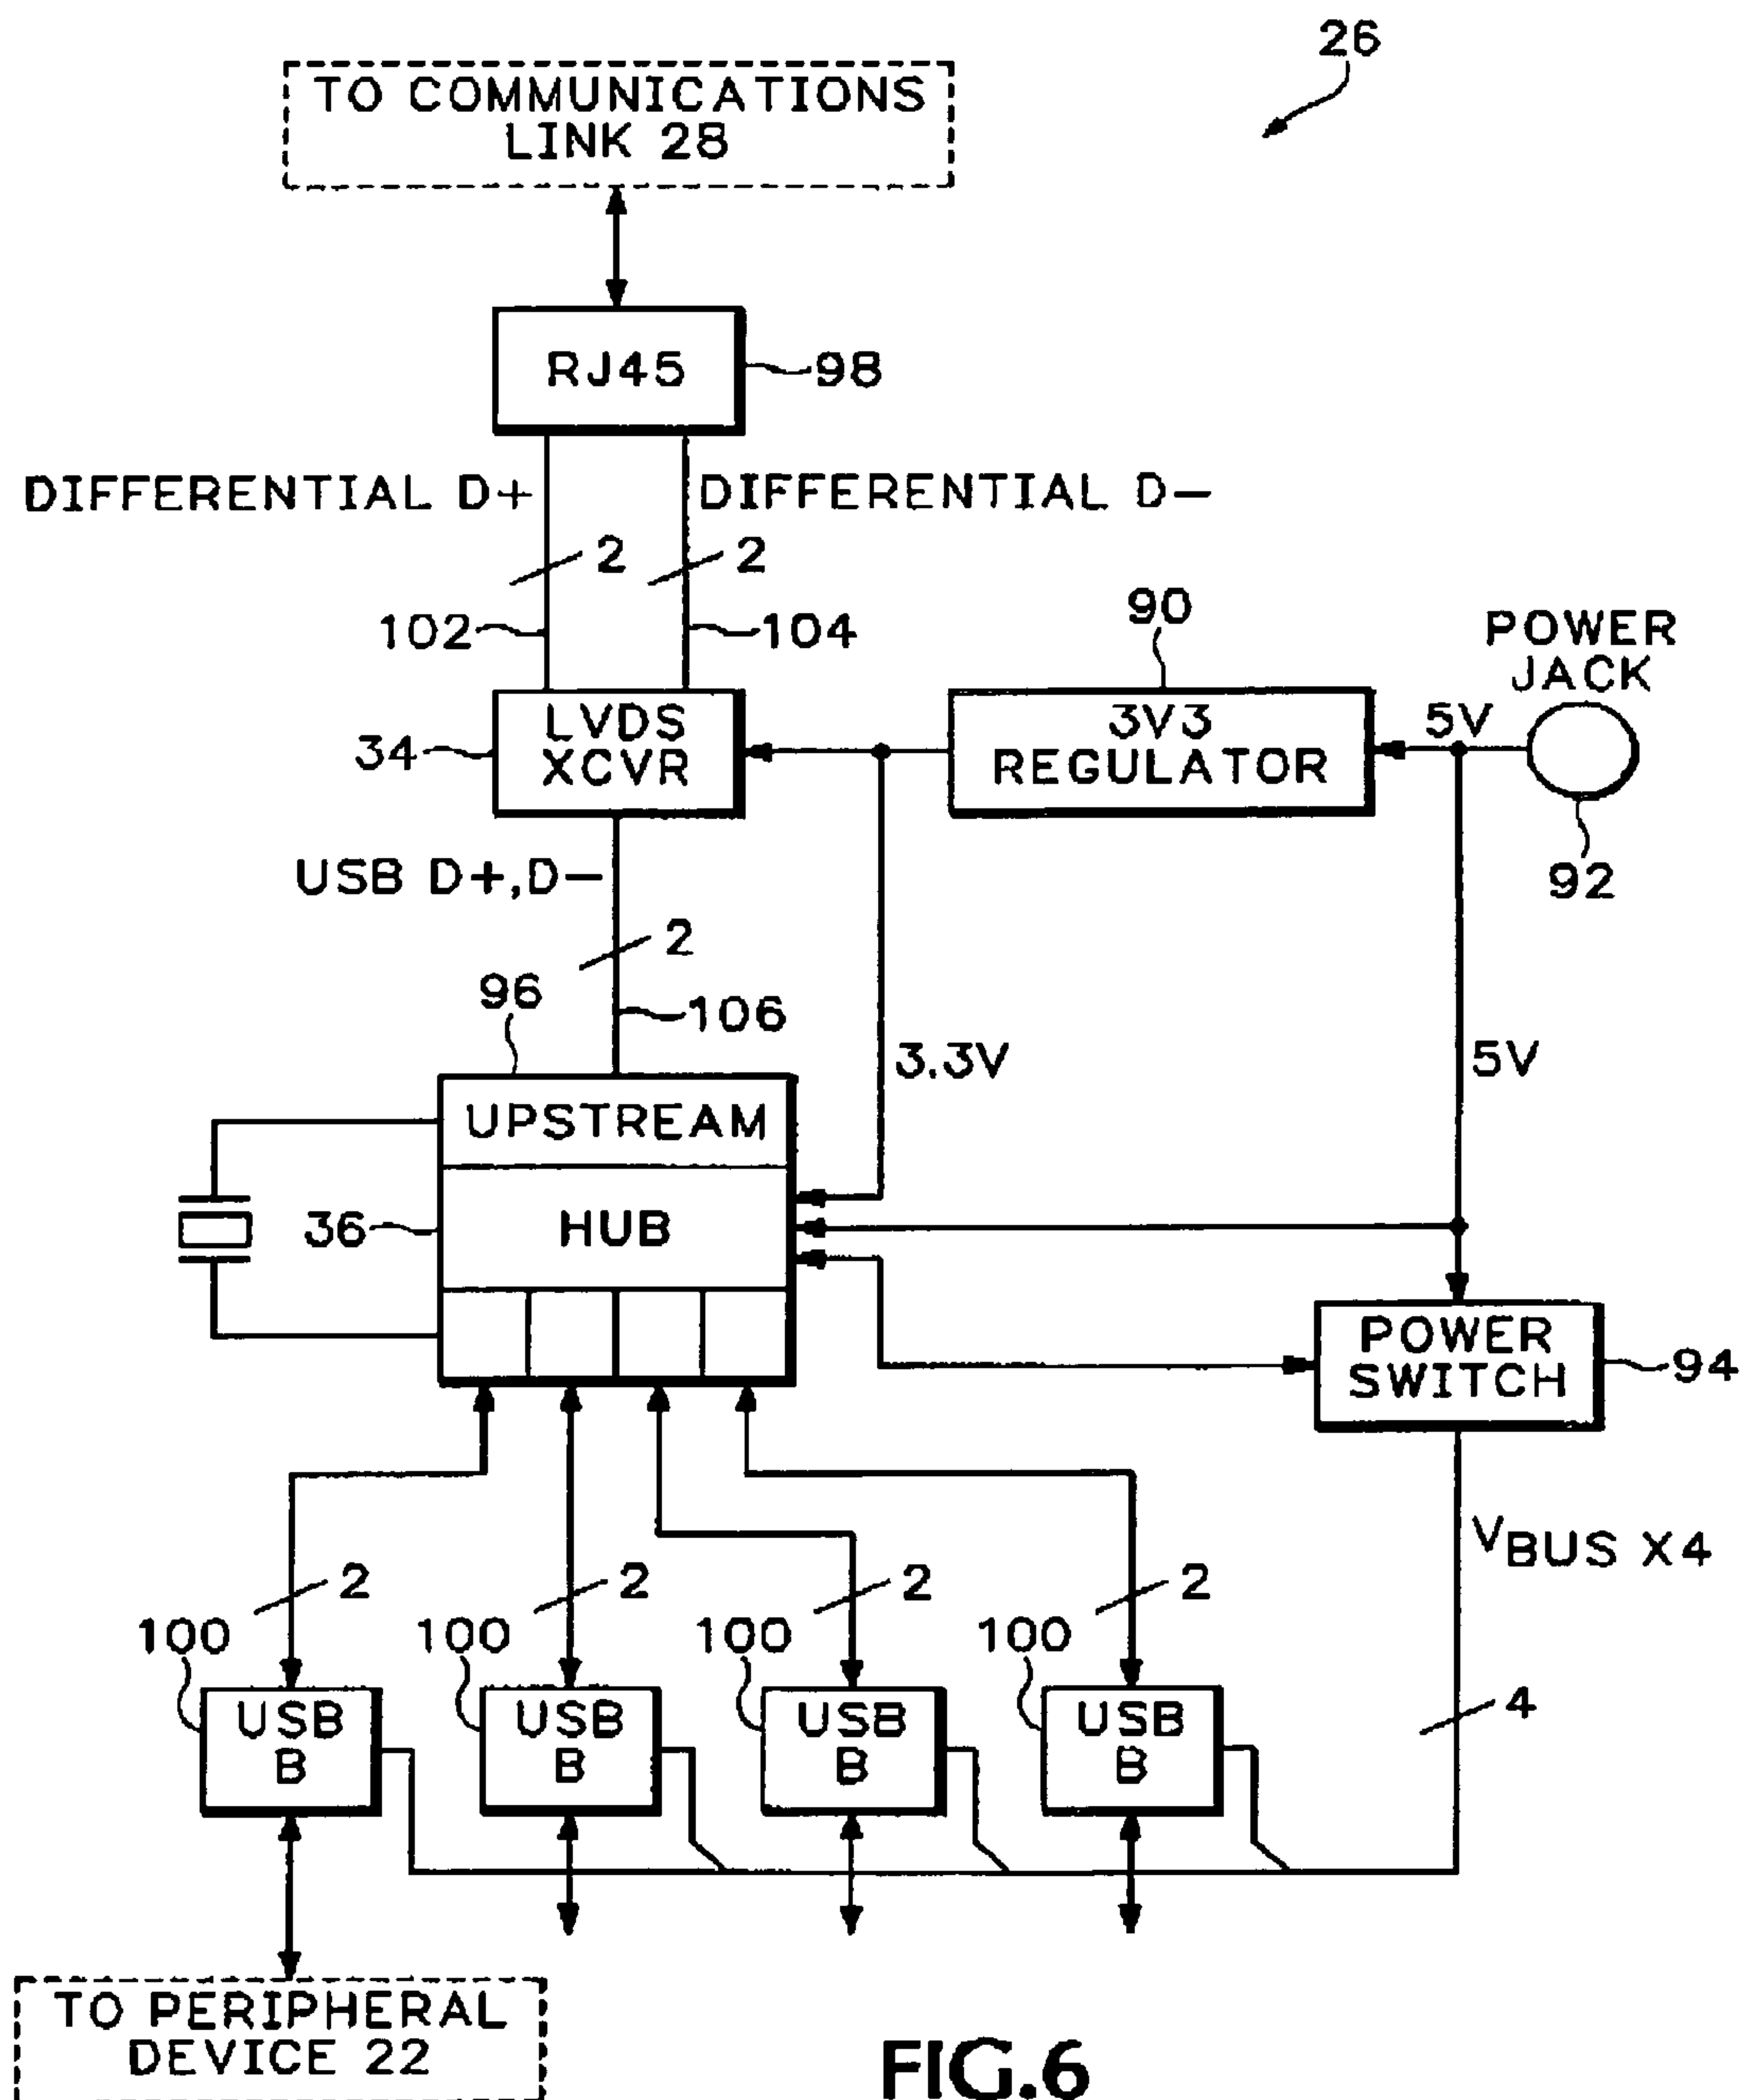 26
TO COMMUNICATIONS
LINK 28
RJ45
98
DIFFERENTIAL D+
DIFFERENTIAL D−
2
2
102
104
90
POWER
JACK
LVDS
XCVR
34
3V3
REGULATOR
5V
92
USB D+,D−
2
96
106
3.3V
5V
UPSTREAM
36
HUB
POWER
SWITCH
94
VBUS X4
2
2
2
2
100
100
100
100
USB
B
USB
B
USB
B
USB
B
4
TO PERIPHERAL
DEVICE 22
FIG.6